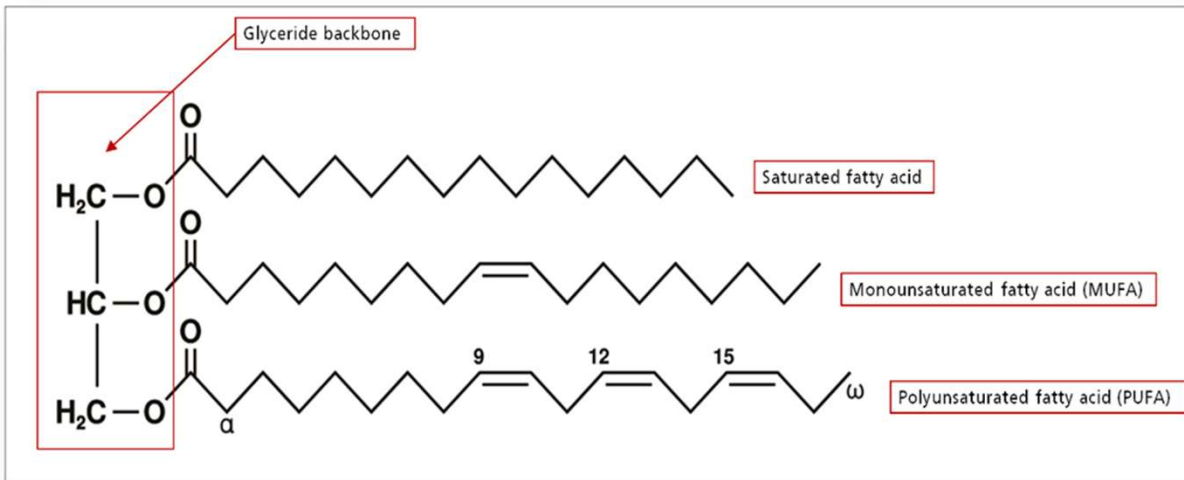 Glyceride backbone
O
H₂C—O
Saturated fatty acid
O
HC—O
Monounsaturated fatty acid (MUFA)
O
9 12 15
H₂C—O
α
ω
Polyunsaturated fatty acid (PUFA)